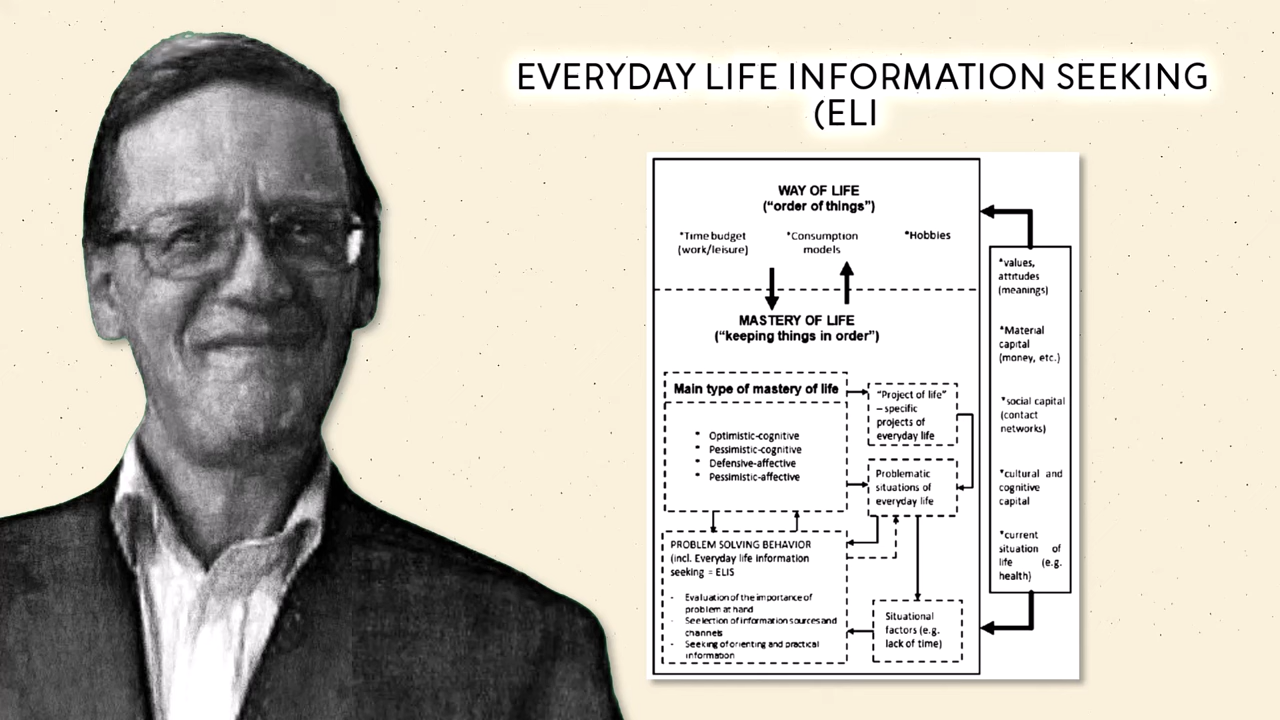 EVERYDAY LIFE INFORMATION SEEKING
(ELI
WAY OF LIFE
("order of things")
*Time budget
(work/leisure)
*Consumption
models
*Hobbies
MASTERY OF LIFE
("keeping things in order")
Main type of mastery of life
* Optimistic-cognitive
* Pessimistic-cognitive
* Defensive-affective
* Pessimistic-affective
"Project of life"
– specific
projects of
everyday life
Problematic
situations of
everyday life
PROBLEM SOLVING BEHAVIOR
(incl. Everyday life information
seeking = ELIS
- Evaluation of the importance of
problem at hand
- Seelection of information sources and
channels
- Seeking of orienting and practical
information
Situational
factors (e.g.
lack of time)
*values,
attitudes
(meanings)
*Material
capital
(money, etc.)
*social capital
(contact
networks)
*cultural and
cognitive
capital
*current
situation of
life (e.g.
health)